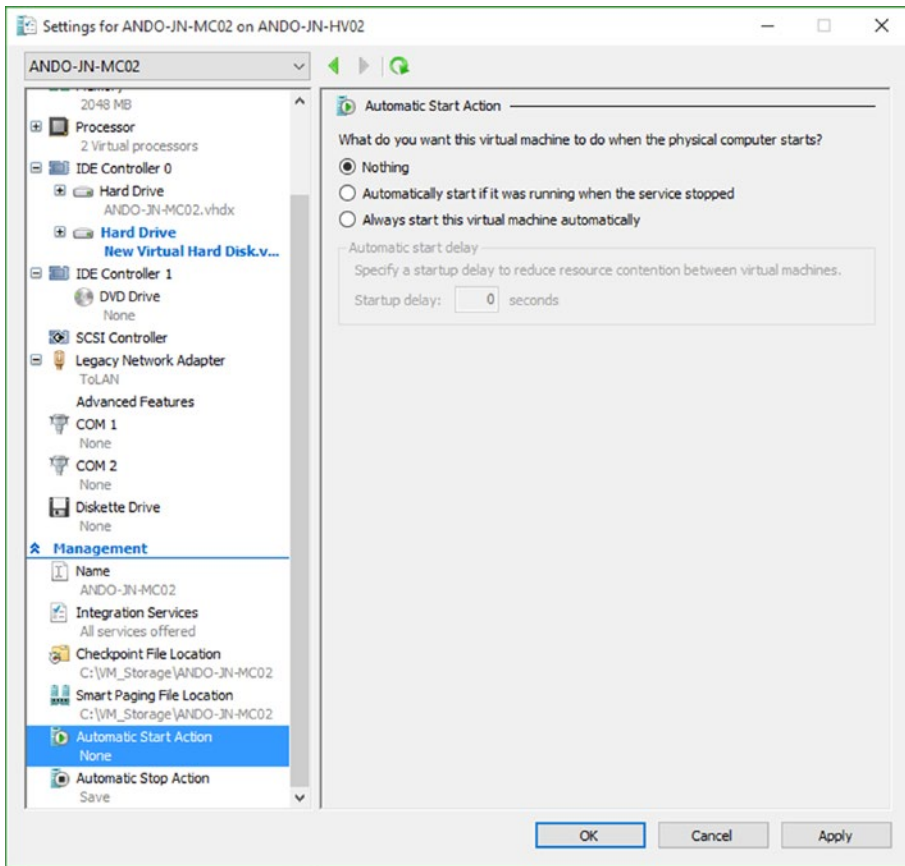 Settings for ANDO-JN-MC02 on ANDO-JN-HV02
ANDO-JN-MC02
2048 MB
Processor
2 Virtual processors
IDE Controller 0
Hard Drive
ANDO-JN-MC02.vhdx
Hard Drive
New Virtual Hard Disk.v...
IDE Controller 1
DVD Drive
None
SCSI Controller
Legacy Network Adapter
ToLAN
Advanced Features
COM 1
None
COM 2
None
Diskette Drive
None
Management
Name
ANDO-JN-MC02
Integration Services
All services offered
Checkpoint File Location
C:\VM_Storage\ANDO-JN-MC02
Smart Paging File Location
C:\VM_Storage\ANDO-JN-MC02
Automatic Start Action
None
Automatic Stop Action
Save
Automatic Start Action
What do you want this virtual machine to do when the physical computer starts?
Nothing
Automatically start if it was running when the service stopped
Always start this virtual machine automatically
Automatic start delay
Specify a startup delay to reduce resource contention between virtual machines.
Startup delay: 0 seconds
OK Cancel Apply